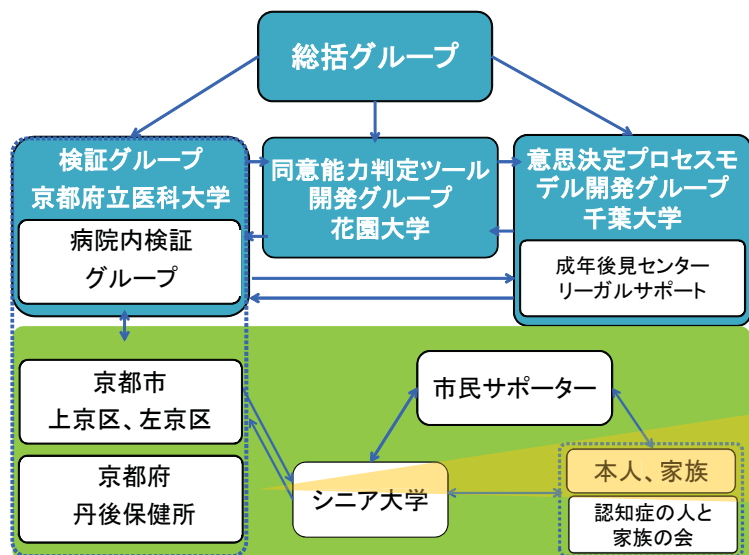 総括グループ
検証グループ
京都府立医科大学
病院内検証
グループ
同意能力判定ツール
開発グループ
花園大学
意思決定プロセスモ
デル開発グループ
千葉大学
成年後見センター
リーガルサポート
京都市
上京区、左京区
京都府
丹後保健所
市民サポーター
シニア大学
本人、家族
認知症の人と
家族の会